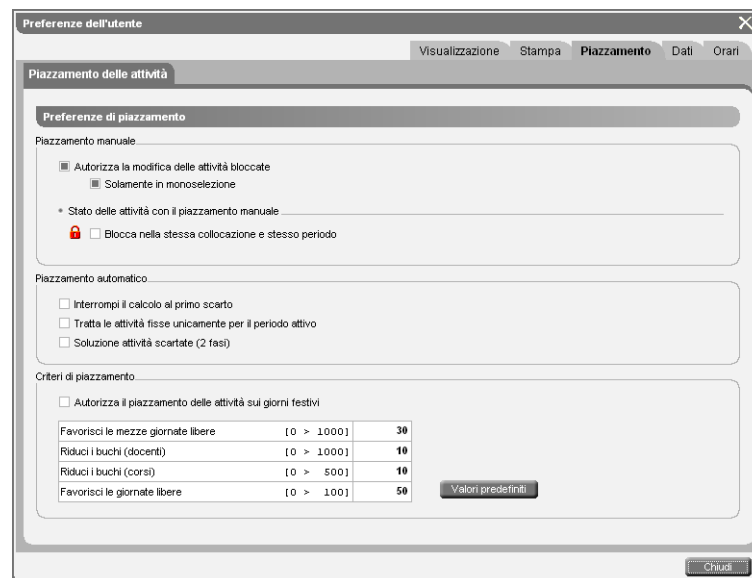 Preferenze dell'utente
Visualizzazione Stampa Piazzamento Dati Orari
Piazzamento delle attività
Preferenze di piazzamento
Piazzamento manuale
Autorizza la modifica delle attività bloccate
Solamente in monoselezione
Stato delle attività con il piazzamento manuale
Blocca nella stessa collocazione e stesso periodo
Piazzamento automatico
Interrompi il calcolo al primo scarto
Tratta le attività fisse unicamente per il periodo attivo
Soluzione attività scartate (2 fasi)
Criteri di piazzamento
Autorizza il piazzamento delle attività sui giorni festivi
Favorisci le mezze giornate libere [0 > 1000] 30
Riduci i buchi (docenti) [0 > 1000] 10
Riduci i buchi (corsi) [0 > 500] 10
Favorisci le giornate libere [0 > 100] 50
Valori predefiniti
Chiudi